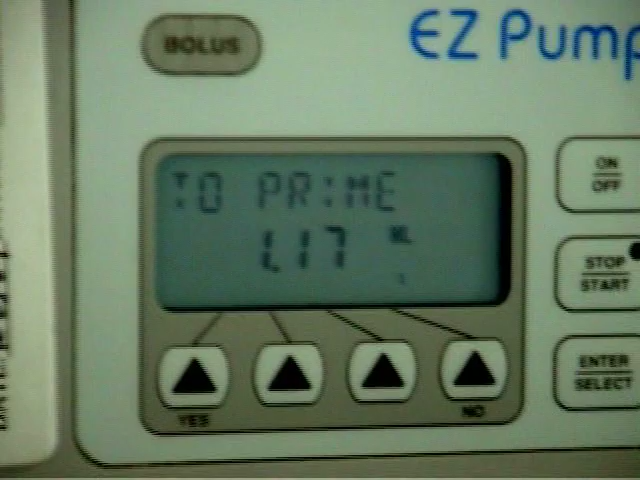 BOLUS
EZ Pump
TO PRIME
1.17 ML
ON
OFF
STOP
START
ENTER
SELECT
YES
NO